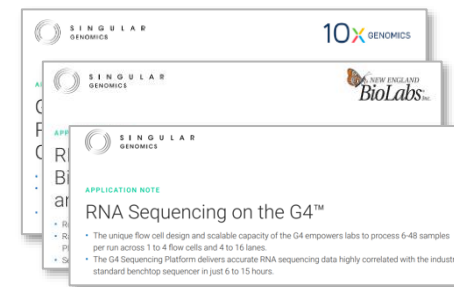 SINGULAR
GENOMICS
10X GENOMICS
SINGULAR
GENOMICS
NEW ENGLAND
BioLabs Inc.
SINGULAR
GENOMICS
APPLICATION NOTE
RNA Sequencing on the G4™
• The unique flow cell design and scalable capacity of the G4 empowers labs to process 6-48 samples
per run across 1 to 4 flow cells and 4 to 16 lanes.
• The G4 Sequencing Platform delivers accurate RNA sequencing data highly correlated with the industr
standard benchtop sequencer in just 6 to 15 hours.